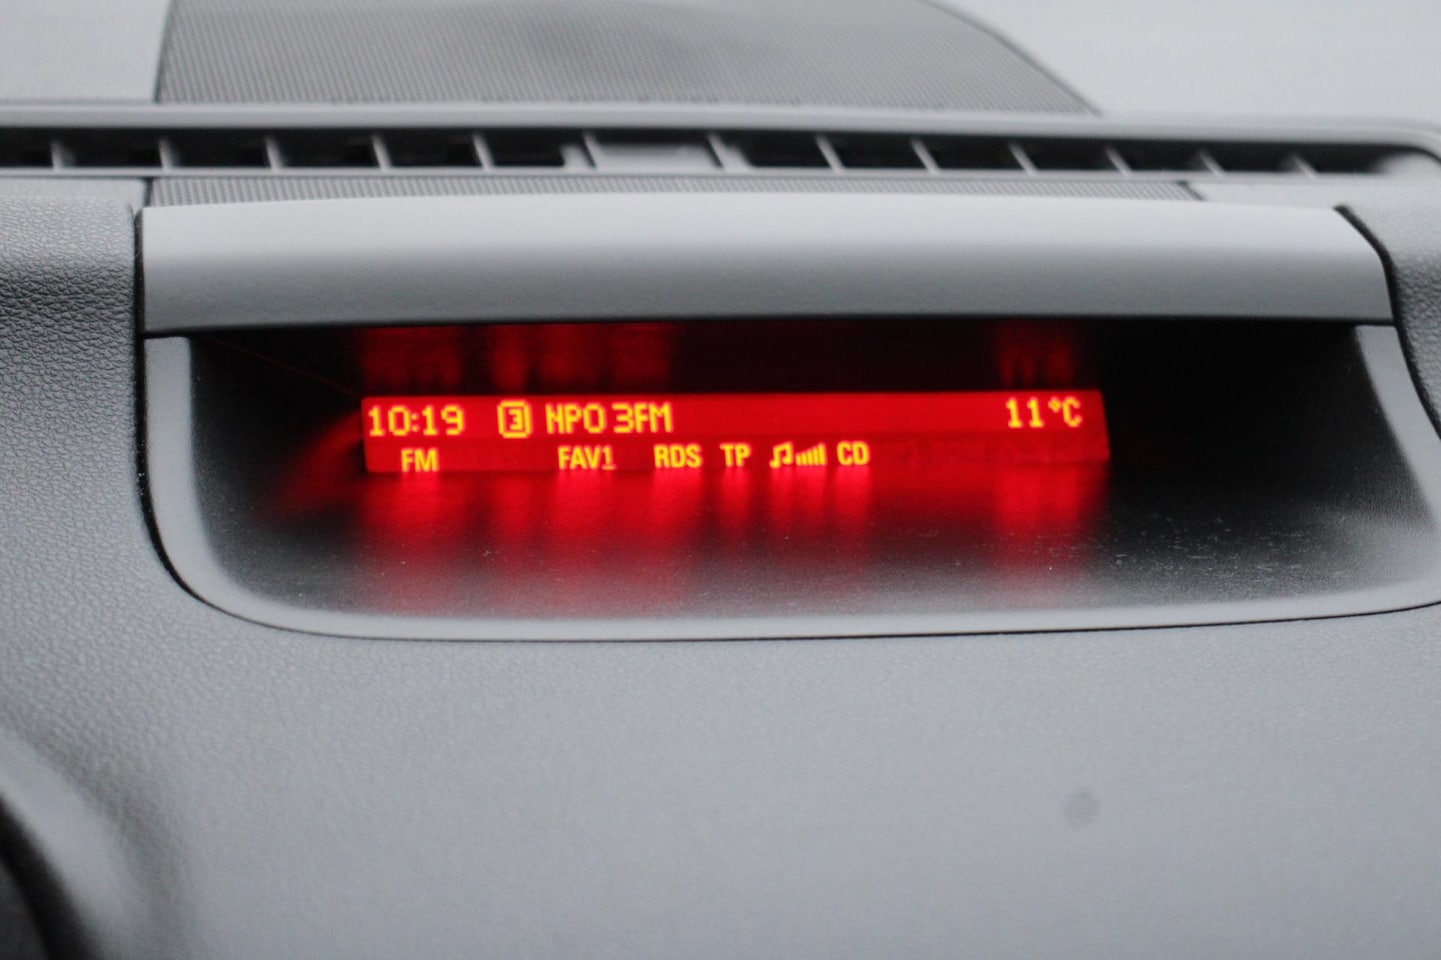 10:19 3 NPO 3FM 11°C
FM FAV1 RDS TP CD